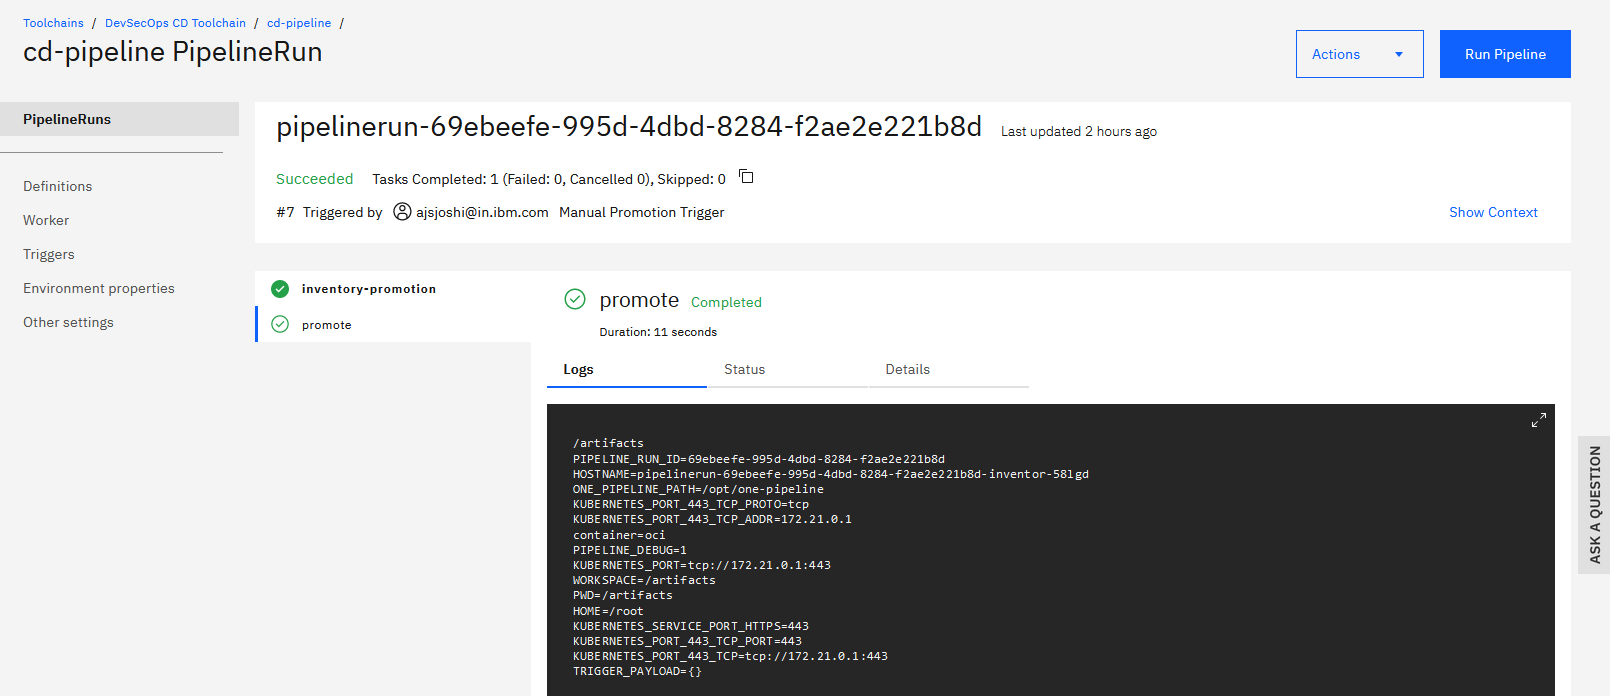 Toolchains / DevSecOps CD Toolchain / cd-pipeline /
cd-pipeline PipelineRun
Actions
Run Pipeline
PipelineRuns
Definitions
Worker
Triggers
Environment properties
Other settings
pipelinerun-69ebeefe-995d-4dbd-8284-f2ae2e221b8d Last updated 2 hours ago
Succeeded Tasks Completed: 1 (Failed: 0, Cancelled 0), Skipped: 0
#7 Triggered by ajsjoshi@in.ibm.com Manual Promotion Trigger
Show Context
inventory-promotion
promote
promote Completed
Duration: 11 seconds
Logs Status Details
/artifacts
PIPELINE_RUN_ID=69ebeefe-995d-4dbd-8284-f2ae2e221b8d
HOSTNAME=pipelinerun-69ebeefe-995d-4dbd-8284-f2ae2e221b8d-inventor-58lgd
ONE_PIPELINE_PATH=/opt/one-pipeline
KUBERNETES_PORT_443_TCP_PROTO=tcp
KUBERNETES_PORT_443_TCP_ADDR=172.21.0.1
container=oci
PIPELINE_DEBUG=1
KUBERNETES_PORT=tcp://172.21.0.1:443
WORKSPACE=/artifacts
PWD=/artifacts
HOME=/root
KUBERNETES_SERVICE_PORT_HTTPS=443
KUBERNETES_PORT_443_TCP_PORT=443
KUBERNETES_PORT_443_TCP=tcp://172.21.0.1:443
TRIGGER_PAYLOAD={}
ASK A QUESTION